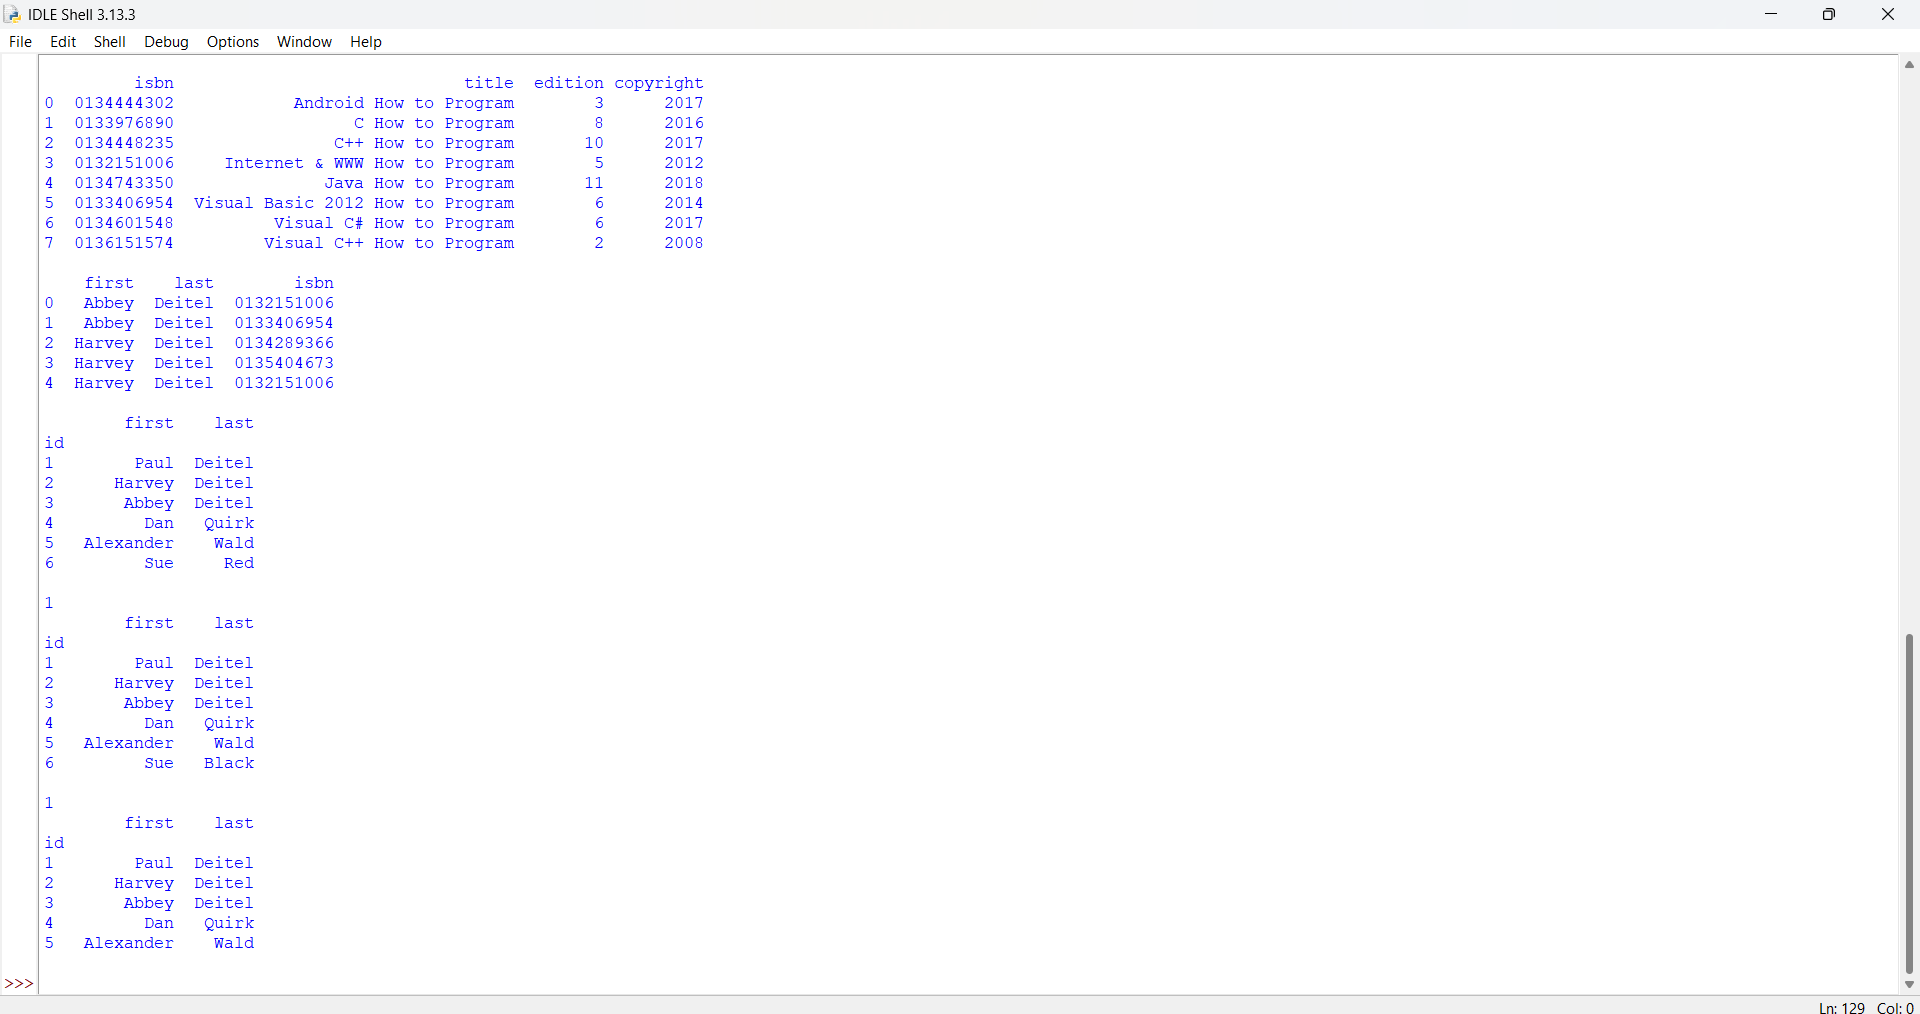 IDLE Shell 3.13.3
File Edit Shell Debug Options Window Help
isbn title edition copyright
0 0134444302 Android How to Program 3 2017
1 0133976890 C How to Program 8 2016
2 0134448235 C++ How to Program 10 2017
3 0132151006 Internet & WWW How to Program 5 2012
4 0134743350 Java How to Program 11 2018
5 0133406954 Visual Basic 2012 How to Program 6 2014
6 0134601548 Visual C# How to Program 6 2017
7 0136151574 Visual C++ How to Program 2 2008
first last isbn
0 Abbey Deitel 0132151006
1 Abbey Deitel 0133406954
2 Harvey Deitel 0134289366
3 Harvey Deitel 0135404673
4 Harvey Deitel 0132151006
first last
id
1 Paul Deitel
2 Harvey Deitel
3 Abbey Deitel
4 Dan Quirk
5 Alexander Wald
6 Sue Red
1
first last
id
1 Paul Deitel
2 Harvey Deitel
3 Abbey Deitel
4 Dan Quirk
5 Alexander Wald
6 Sue Black
1
first last
id
1 Paul Deitel
2 Harvey Deitel
3 Abbey Deitel
4 Dan Quirk
5 Alexander Wald
>>>
Ln: 129 Col: 0